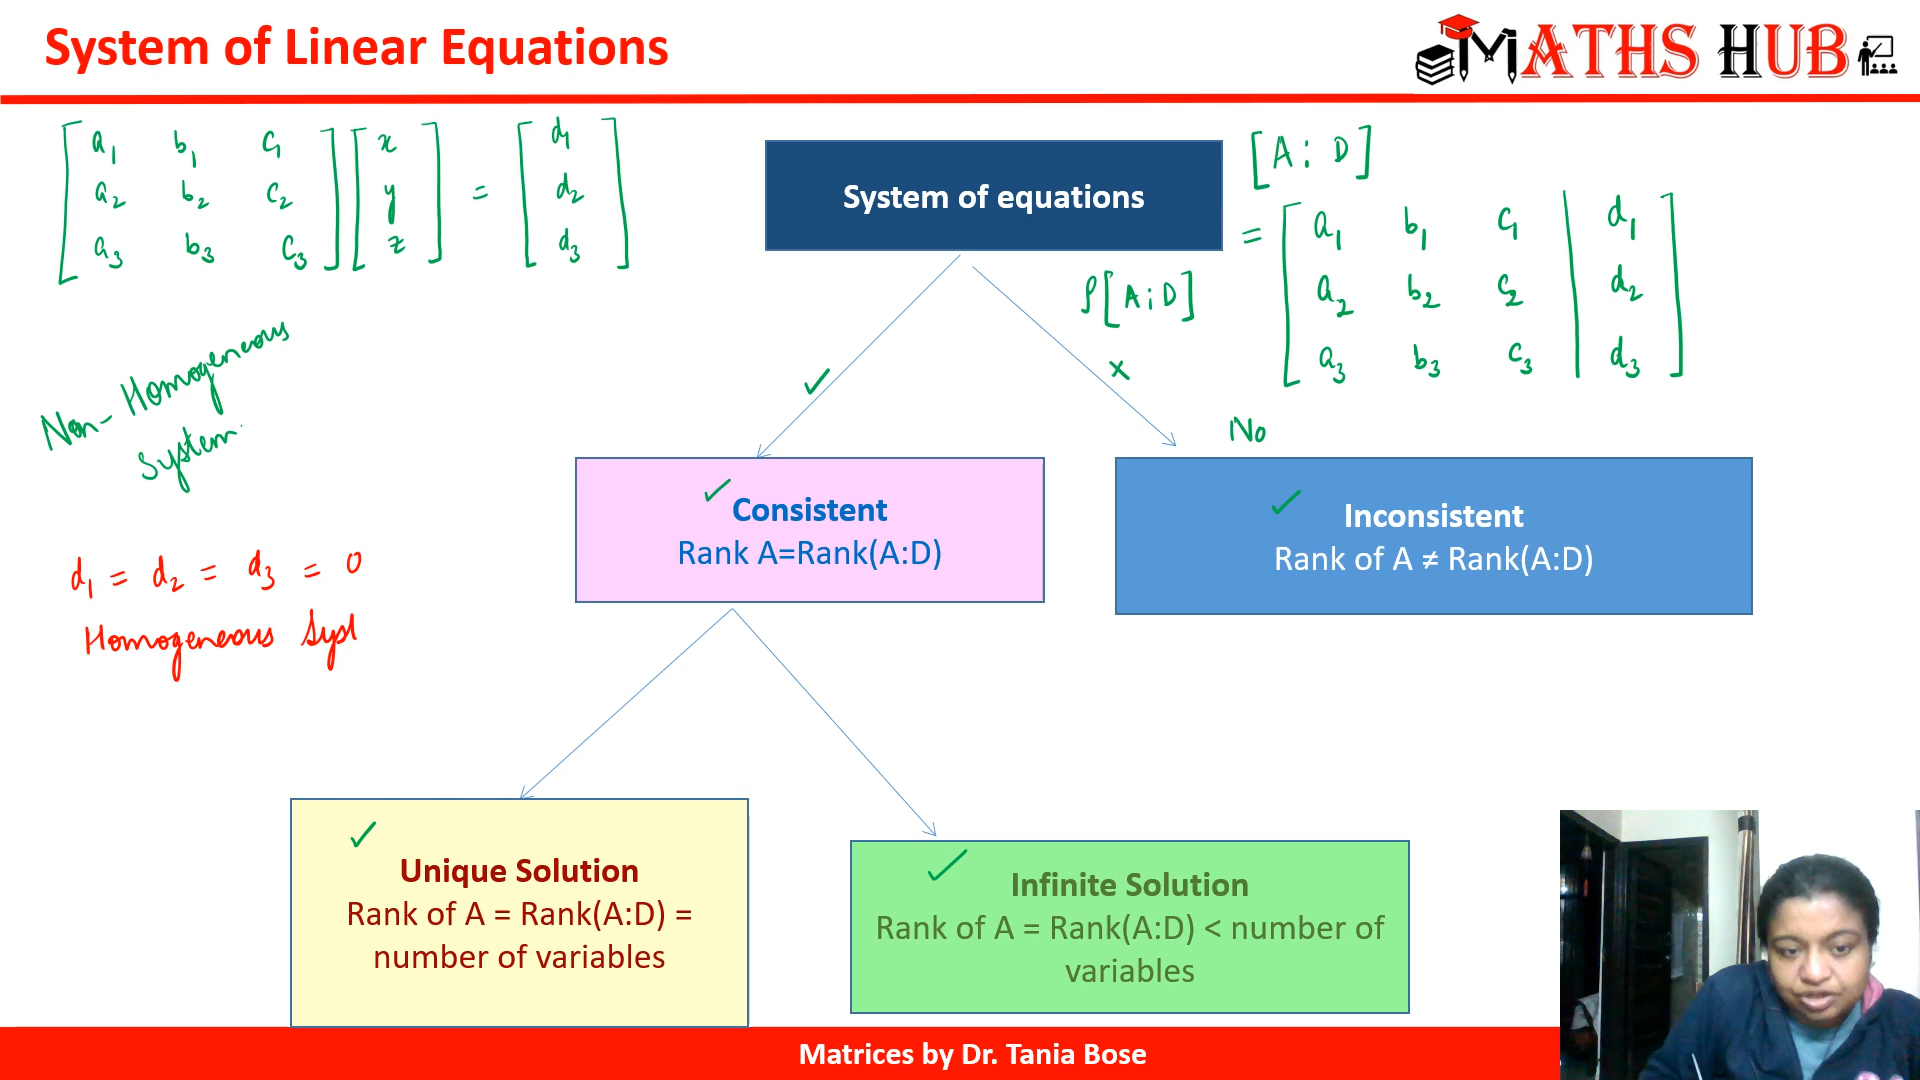 System of Linear Equations
MATHS HUB
a₁ b₁ c₁ x d₁
a₂ b₂ c₂ y = d₂
a₃ b₃ c₃ z d₃
System of equations
[A : D]
= a₁ b₁ c₁ | d₁
a₂ b₂ c₂ | d₂
a₃ b₃ c₃ | d₃
ρ[A : D]
✓
x
No
Non-Homogeneous
System.
✓ Consistent
Rank A=Rank(A:D)
✓ Inconsistent
Rank of A ≠ Rank(A:D)
d₁ = d₂ = d₃ = 0
Homogeneous Syst
✓
Unique Solution
Rank of A = Rank(A:D) =
number of variables
✓
Infinite Solution
Rank of A = Rank(A:D) < number of
variables
Matrices by Dr. Tania Bose